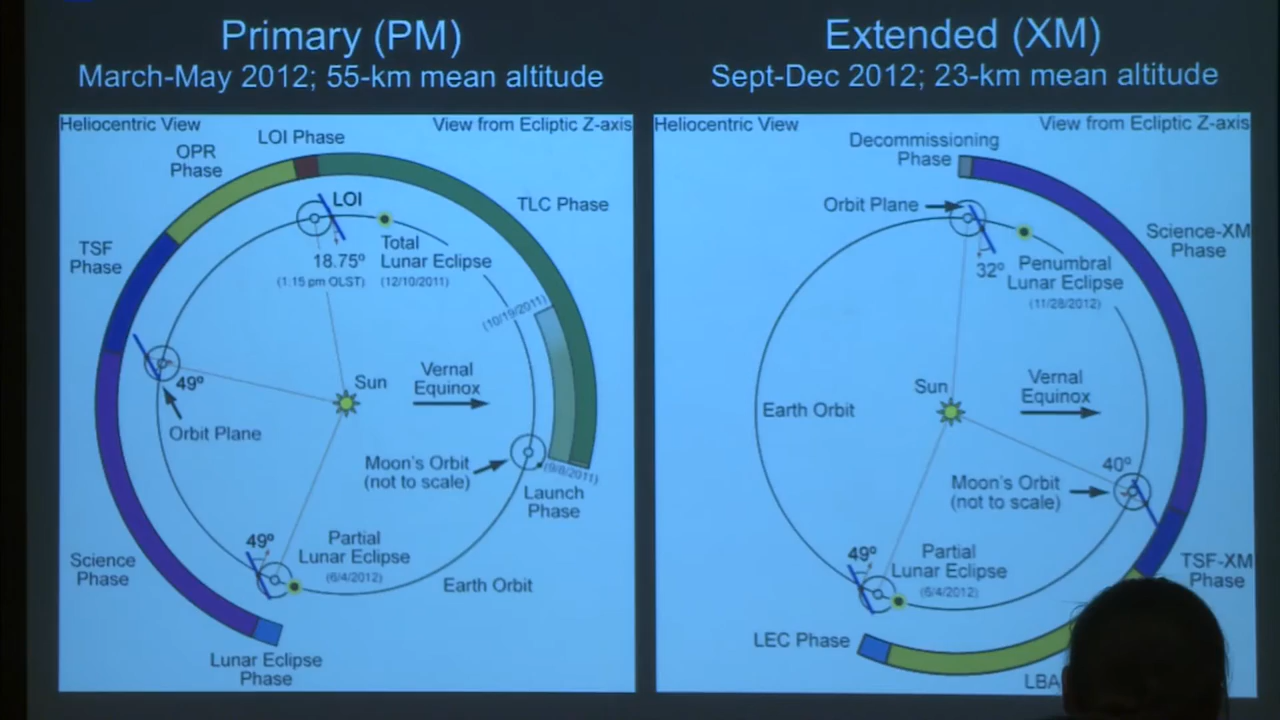 Primary (PM)
March-May 2012; 55-km mean altitude
Heliocentric View
View from Ecliptic Z-axis
LOI Phase
OPR
Phase
TLC Phase
LOI
TSF
Phase
Total
Lunar Eclipse
(12/10/2011)
18.75º
(1:15 pm OLST)
(10/19/2011)
49º
Sun
Vernal
Equinox
Orbit Plane
Moon's Orbit
(not to scale)
(9/8/2011)
Launch
Phase
49º
Partial
Lunar Eclipse
(6/4/2012)
Earth Orbit
Science
Phase
Lunar Eclipse
Phase
Extended (XM)
Sept-Dec 2012; 23-km mean altitude
Heliocentric View
View from Ecliptic Z-axis
Decommissioning
Phase
Orbit Plane
Science-XM
Phase
32º
Penumbral
Lunar Eclipse
(11/28/2012)
Sun
Vernal
Equinox
Earth Orbit
40º
Moon's Orbit
(not to scale)
49º
Partial
Lunar Eclipse
(6/4/2012)
TSF-XM
Phase
LEC Phase
LBA